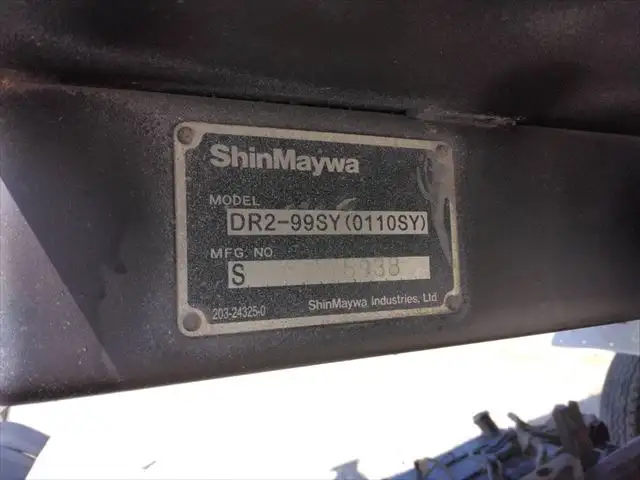 ShinMaywa
MODEL
DR2-99SY(0110SY)
MFG. NO.
S
203-24325-0
ShinMaywa Industries, Ltd.